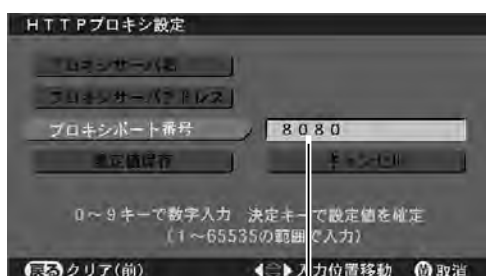 HTTPプロキシ設定
プロキシサーバ名
プロキシサーバアドレス
プロキシポート番号 8080
設定値保存 キャンセル
0～9キーで数字入力 決定キーで設定値を確定
(1～65535の範囲で入力)
戻る クリア(前) 入力位置移動 取消